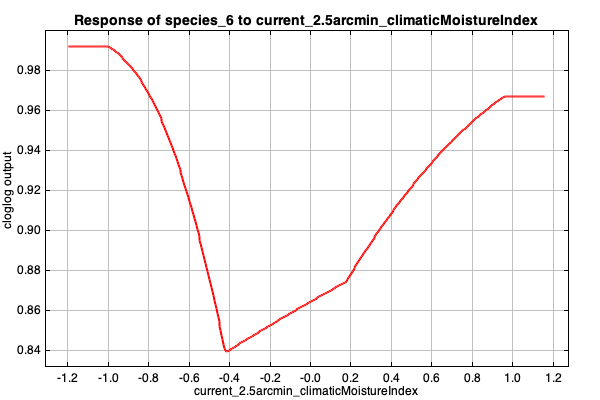 Response of species_6 to current_2.5arcmin_climaticMoistureIndex
cloglog output
0.98
0.96
0.94
0.92
0.90
0.88
0.86
0.84
-1.2 -1.0 -0.8 -0.6 -0.4 -0.2 -0.0 0.2 0.4 0.6 0.8 1.0 1.2
current_2.5arcmin_climaticMoistureIndex